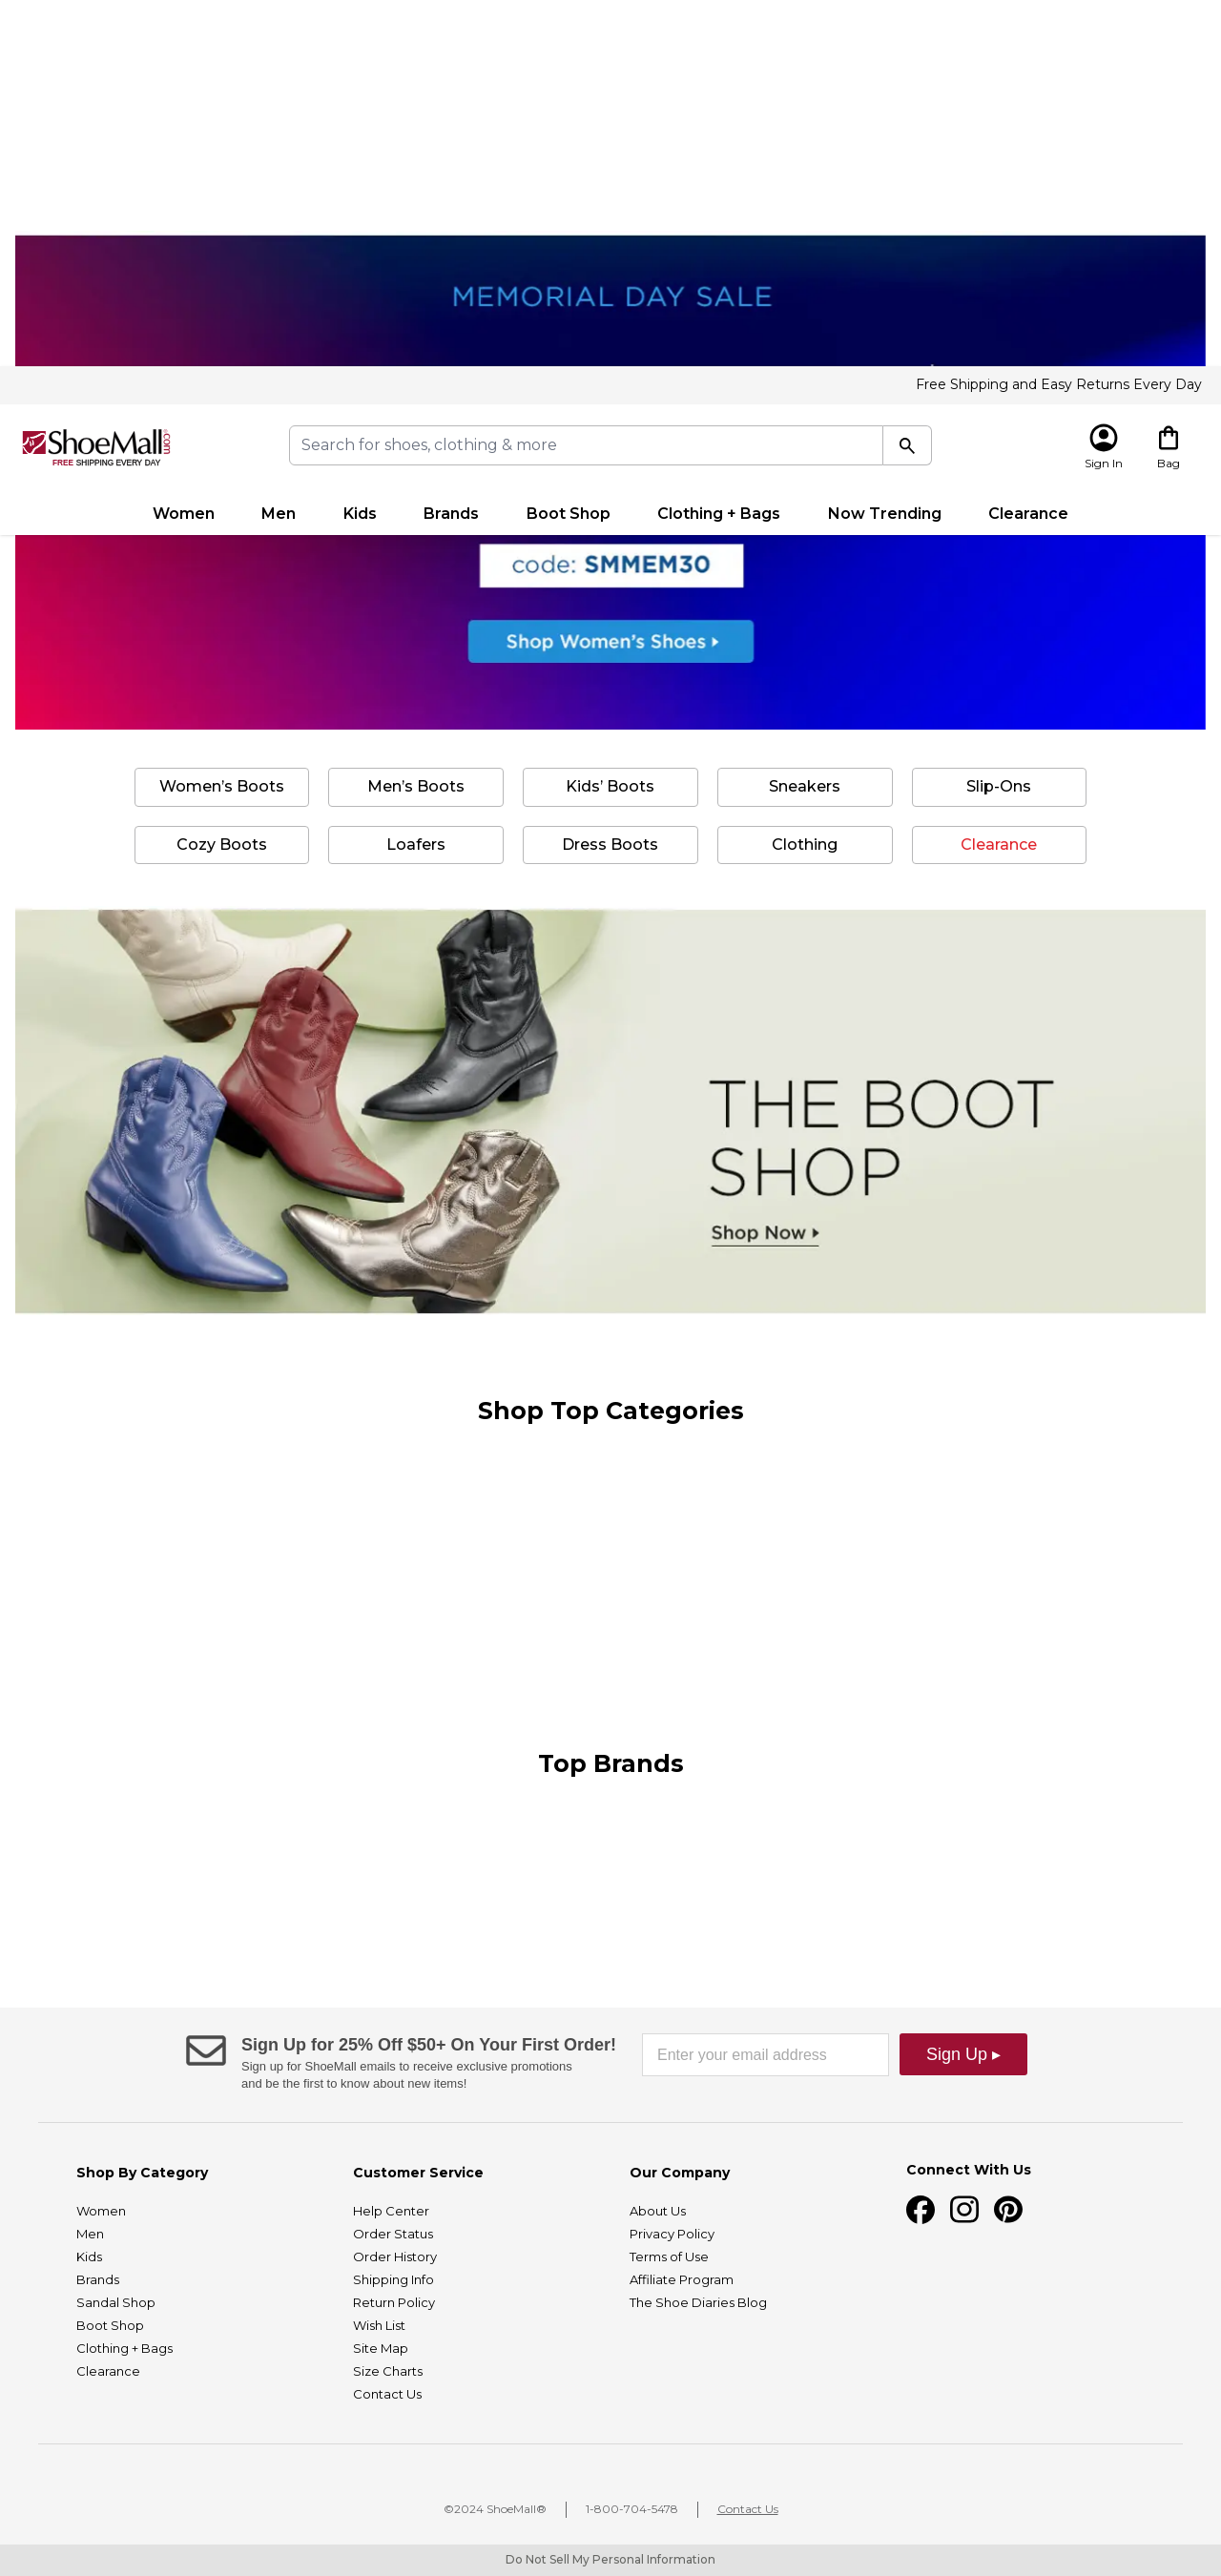 MEMORIAL DAY SALE
Free Shipping and Easy Returns Every Day
ShoeMall.com
FREE SHIPPING EVERY DAY
Search for shoes, clothing & more
Sign In
Bag
Women
Men
Kids
Brands
Boot Shop
Clothing + Bags
Now Trending
Clearance
code: SMMEM30
Shop Women's Shoes ▸
Women's Boots
Men's Boots
Kids' Boots
Sneakers
Slip-Ons
Cozy Boots
Loafers
Dress Boots
Clothing
Clearance
THE BOOT
SHOP
Shop Now ▸
Shop Top Categories
Top Brands
Sign Up for 25% Off $50+ On Your First Order!
Sign up for ShoeMall emails to receive exclusive promotions
and be the first to know about new items!
Enter your email address
Sign Up ▸
Shop By Category
Women
Men
Kids
Brands
Sandal Shop
Boot Shop
Clothing + Bags
Clearance
Customer Service
Help Center
Order Status
Order History
Shipping Info
Return Policy
Wish List
Site Map
Size Charts
Contact Us
Our Company
About Us
Privacy Policy
Terms of Use
Affiliate Program
The Shoe Diaries Blog
Connect With Us
©2024 ShoeMall®
1-800-704-5478
Contact Us
Do Not Sell My Personal Information